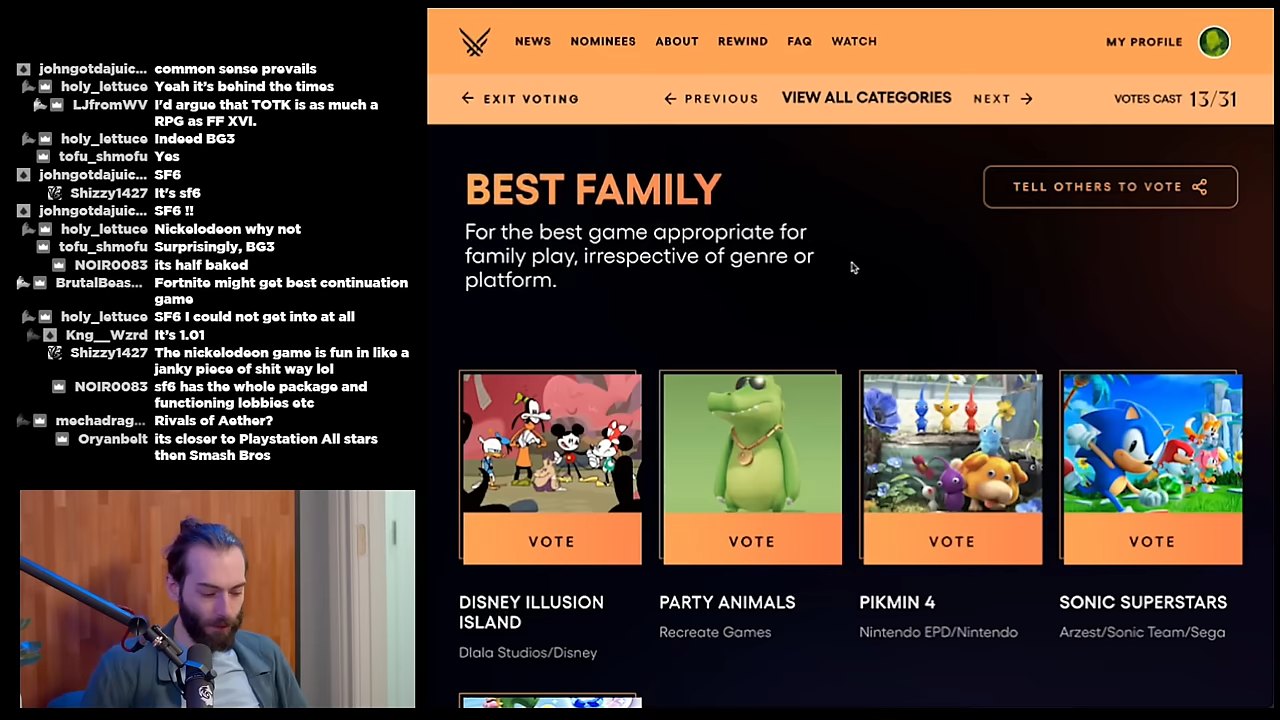 johngotdajuic... common sense prevails
holy_lettuce Yeah it's behind the times
LJfromWV I'd argue that TOTK is as much a
RPG as FF XVI.
holy_lettuce Indeed BG3
tofu_shmofu Yes
johngotdajuic... SF6
Shizzy1427 It's sf6
johngotdajuic... SF6 !!
holy_lettuce Nickelodeon why not
tofu_shmofu Surprisingly, BG3
NOIR0083 its half baked
BrutalBeas... Fortnite might get best continuation
game
holy_lettuce SF6 I could not get into at all
Kng__Wzrd It's 1.01
Shizzy1427 The nickelodeon game is fun in like a
janky piece of shit way lol
NOIR0083 sf6 has the whole package and
functioning lobbies etc
mechadrag... Rivals of Aether?
Oryanbelt its closer to Playstation All stars
then Smash Bros
NEWS NOMINEES ABOUT REWIND FAQ WATCH MY PROFILE
EXIT VOTING PREVIOUS VIEW ALL CATEGORIES NEXT VOTES CAST 13/31
BEST FAMILY
TELL OTHERS TO VOTE
For the best game appropriate for
family play, irrespective of genre or
platform.
VOTE VOTE VOTE VOTE
DISNEY ILLUSION
ISLAND
Dlala Studios/Disney
PARTY ANIMALS
Recreate Games
PIKMIN 4
Nintendo EPD/Nintendo
SONIC SUPERSTARS
Arzest/Sonic Team/Sega